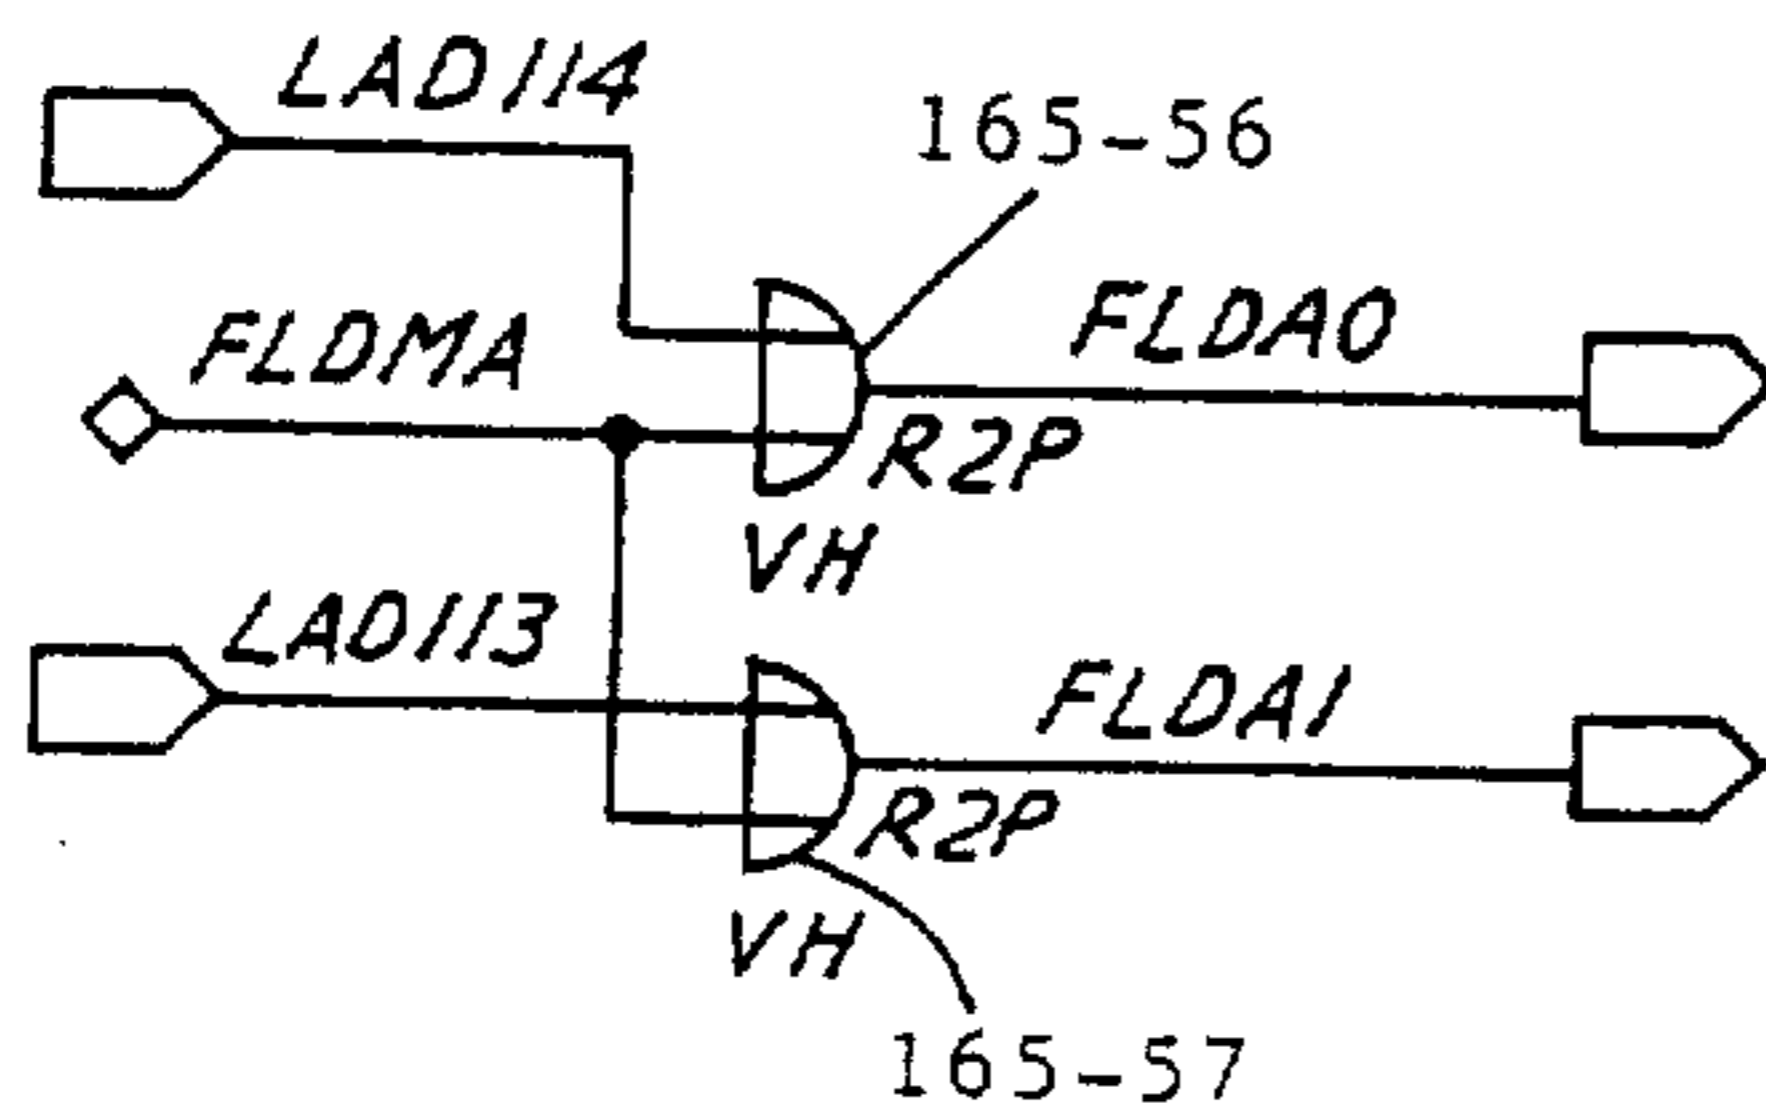 LAD114
165-56
FLDMA
FLDA0
R2P
VH
LAD113
FLDA1
R2P
VH
165-57